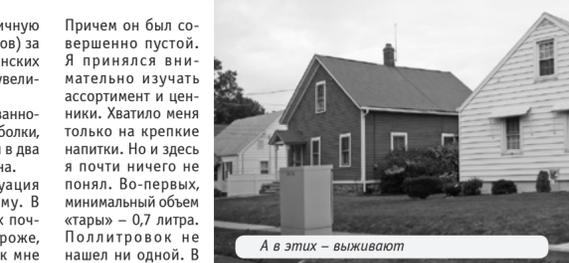 ичную
ов) за
нских
увели-
занно-
болки,
и в два
на.
уация
му. В
х поч-
роже,
к мне
Причем он был со-
вершенно пустой.
Я принялся вни-
мательно изучать
ассортимент и цен-
ники. Хватило меня
только на крепкие
напитки. Но и здесь
я почти ничего не
понял. Во-первых,
минимальный объем
«тары» – 0,7 литра.
Поллитровок не
нашел ни одной. В
А в этих – выживают